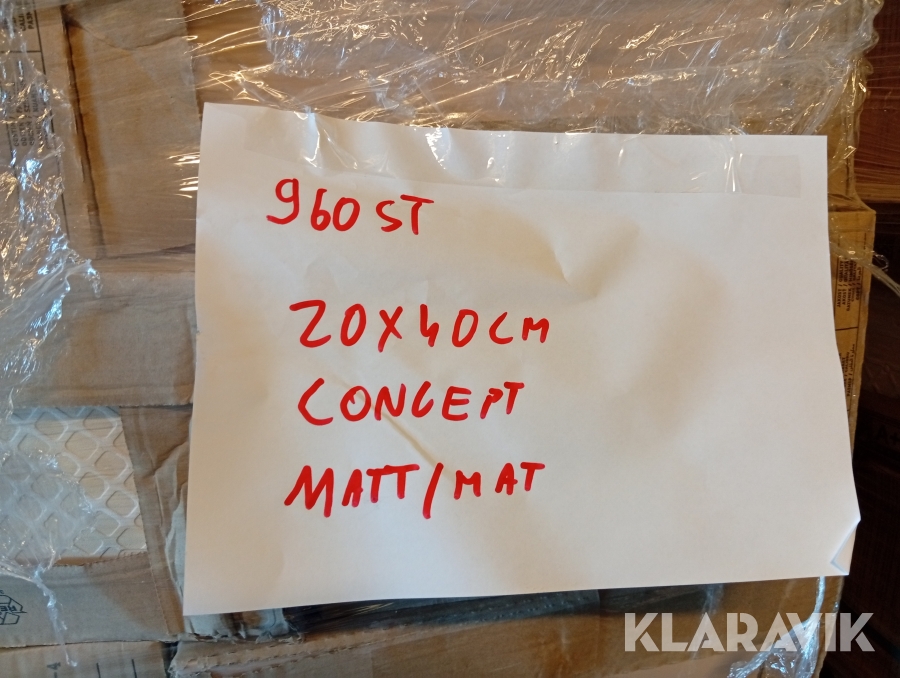 960 ST
20X40CM
CONCEPT
MATT/MAT
KLARAVIK